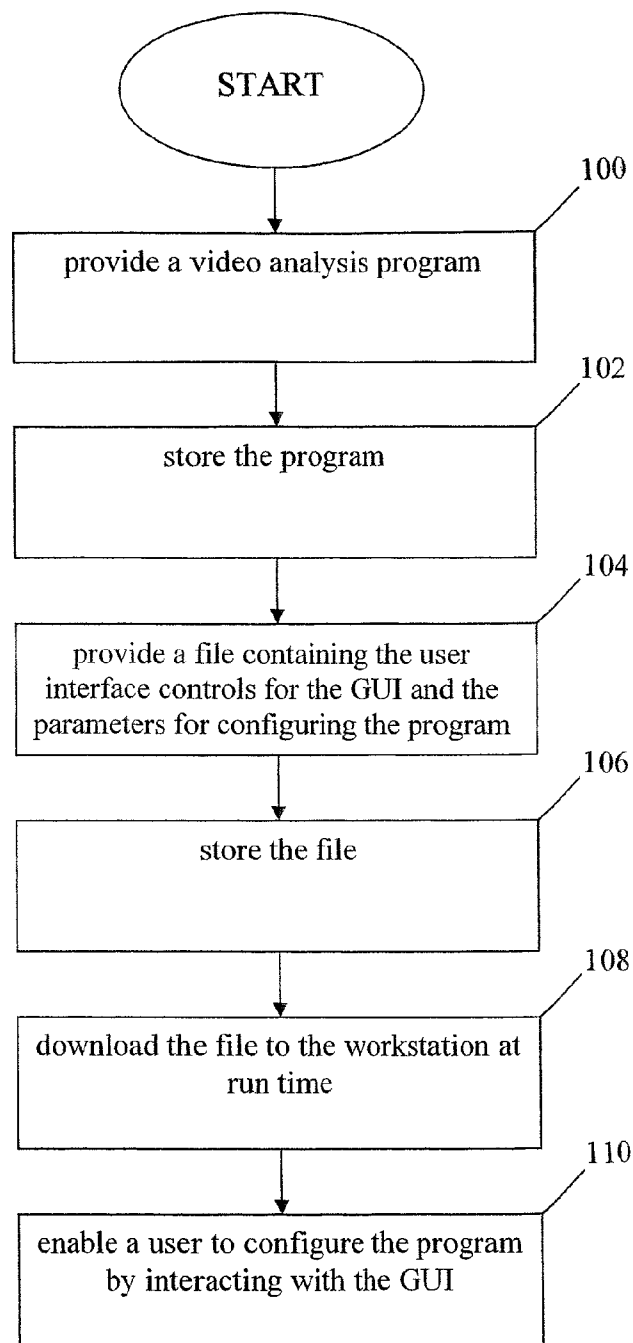 START
100
provide a video analysis program
102
store the program
104
provide a file containing the user
interface controls for the GUI and the
parameters for configuring the program
106
store the file
108
download the file to the workstation at
run time
110
enable a user to configure the program
by interacting with the GUI